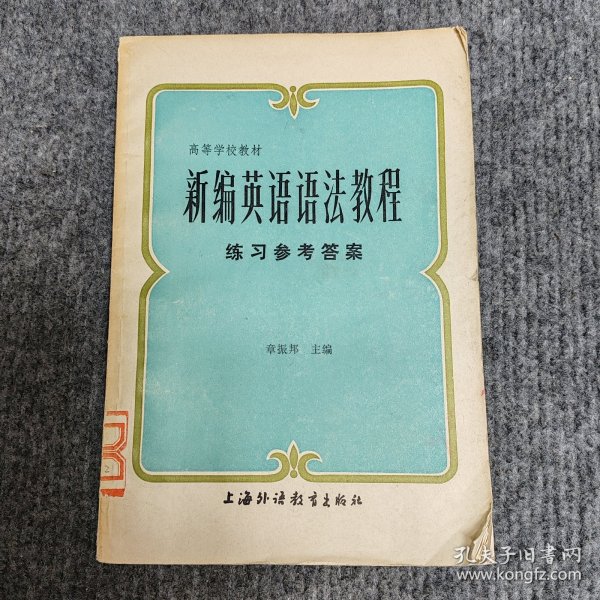 高等学校教材
新编英语语法教程
练习参考答案
章振邦 主编
2
上海外语教育出版社
孔夫子旧书网
www.kongfz.com